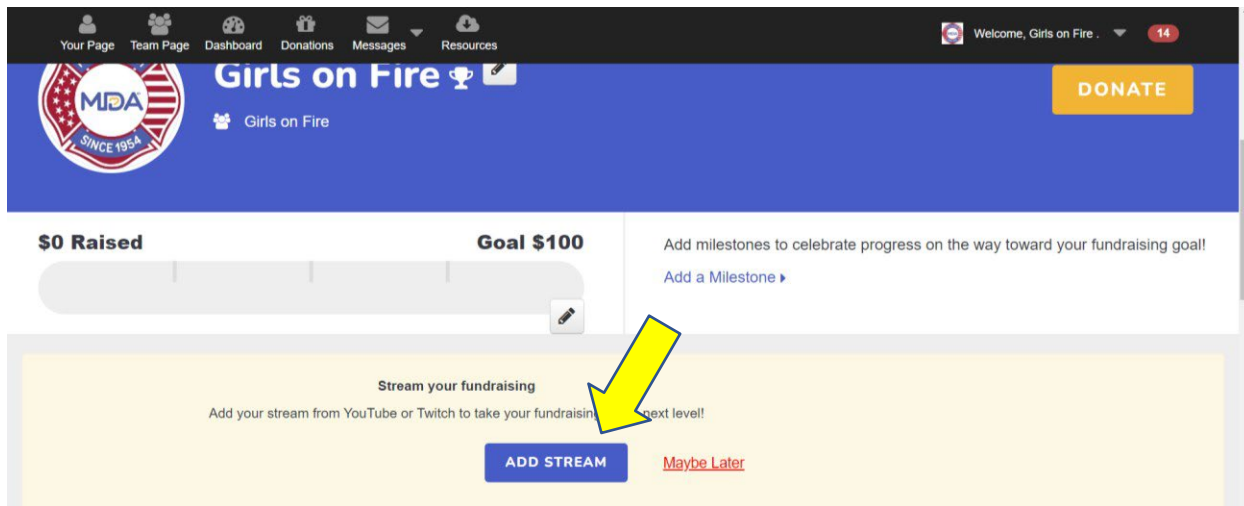 Your Page Team Page Dashboard Donations Messages Resources
Welcome, Girls on Fire . 14
Girls on Fire
MDA
SINCE 1954
Girls on Fire
DONATE
$0 Raised Goal $100
Add milestones to celebrate progress on the way toward your fundraising goal!
Add a Milestone
Stream your fundraising
Add your stream from YouTube or Twitch to take your fundraising next level!
ADD STREAM Maybe Later